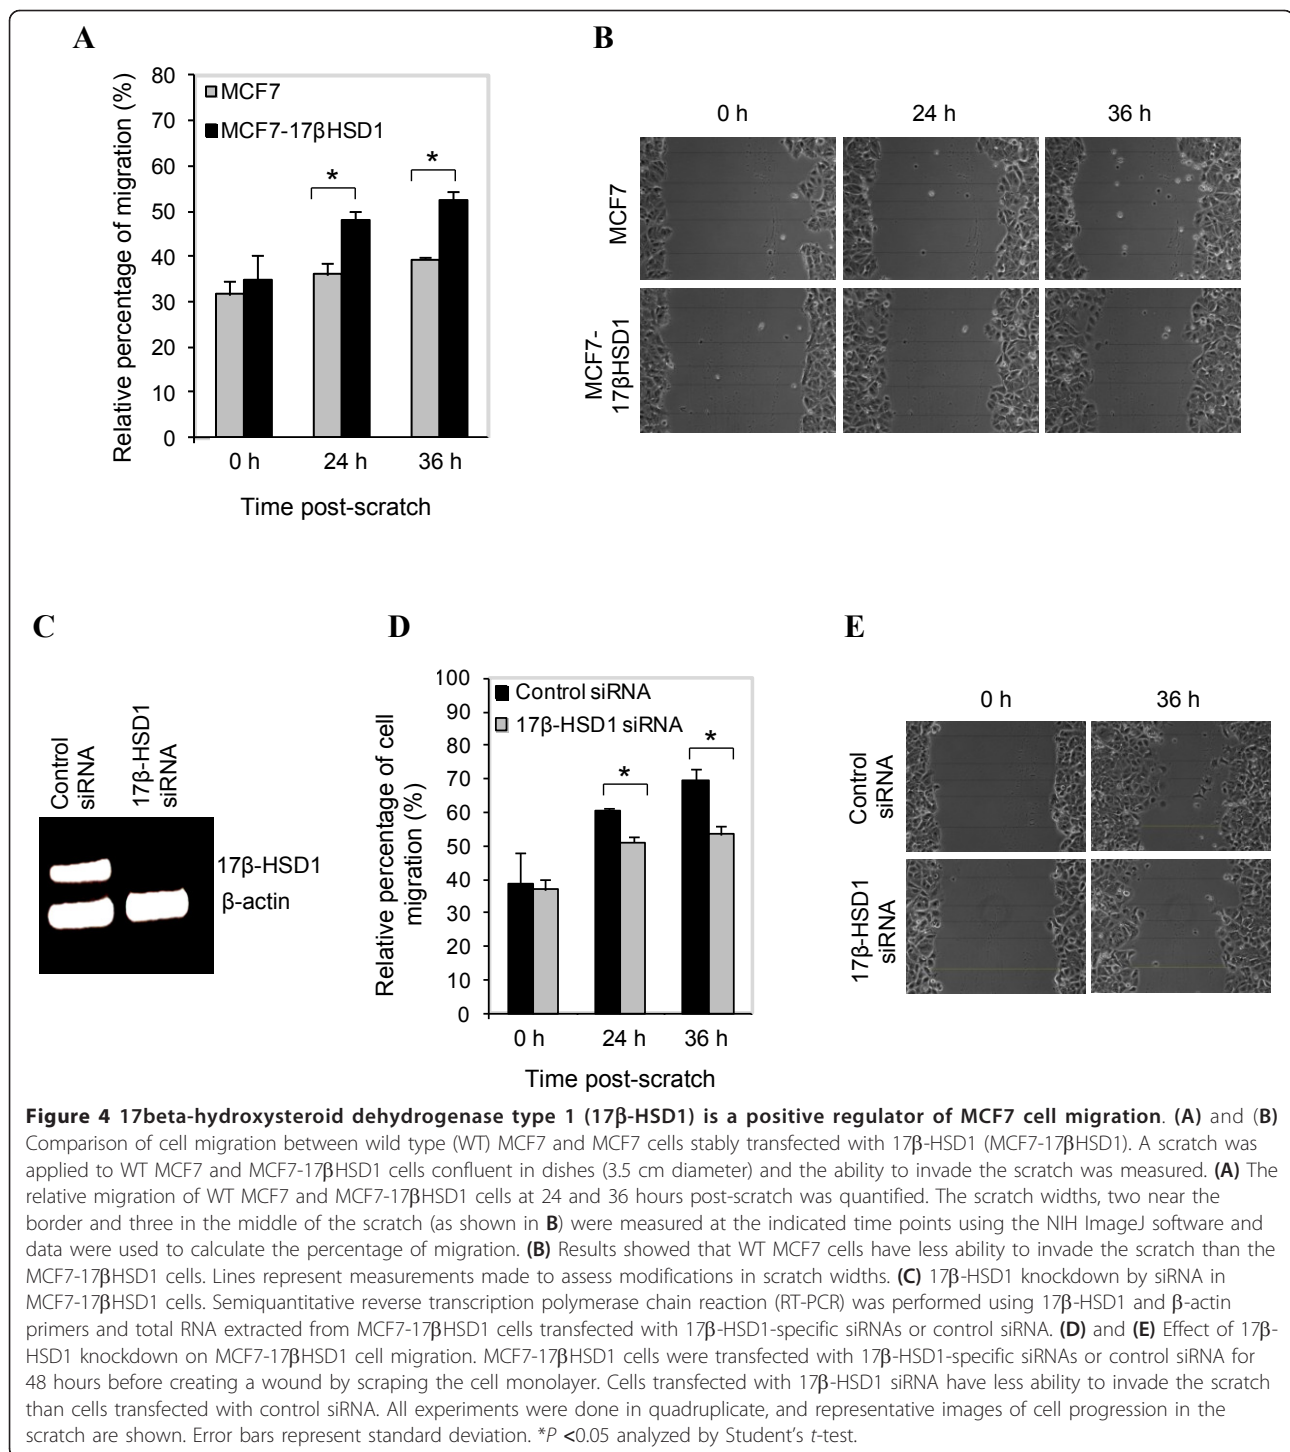 A
Relative percentage of migration (%)
80
70
60
50
40
30
20
10
0
MCF7
MCF7-17βHSD1
*
*
0 h
24 h
36 h
Time post-scratch
B
0 h
24 h
36 h
MCF7
MCF7-
17βHSD1
C
Control
siRNA
17β-HSD1
siRNA
17β-HSD1
β-actin
D
Relative percentage of cell
migration (%)
100
90
80
70
60
50
40
30
20
10
0
Control siRNA
17β-HSD1 siRNA
*
*
0 h
24 h
36 h
Time post-scratch
E
0 h
36 h
Control
siRNA
17β-HSD1
siRNA
Figure 4 17beta-hydroxysteroid dehydrogenase type 1 (17β-HSD1) is a positive regulator of MCF7 cell migration. (A) and (B)
Comparison of cell migration between wild type (WT) MCF7 and MCF7 cells stably transfected with 17β-HSD1 (MCF7-17βHSD1). A scratch was
applied to WT MCF7 and MCF7-17βHSD1 cells confluent in dishes (3.5 cm diameter) and the ability to invade the scratch was measured. (A) The
relative migration of WT MCF7 and MCF7-17βHSD1 cells at 24 and 36 hours post-scratch was quantified. The scratch widths, two near the
border and three in the middle of the scratch (as shown in B) were measured at the indicated time points using the NIH ImageJ software and
data were used to calculate the percentage of migration. (B) Results showed that WT MCF7 cells have less ability to invade the scratch than the
MCF7-17βHSD1 cells. Lines represent measurements made to assess modifications in scratch widths. (C) 17β-HSD1 knockdown by siRNA in
MCF7-17βHSD1 cells. Semiquantitative reverse transcription polymerase chain reaction (RT-PCR) was performed using 17β-HSD1 and β-actin
primers and total RNA extracted from MCF7-17βHSD1 cells transfected with 17β-HSD1-specific siRNAs or control siRNA. (D) and (E) Effect of 17β-
HSD1 knockdown on MCF7-17βHSD1 cell migration. MCF7-17βHSD1 cells were transfected with 17β-HSD1-specific siRNAs or control siRNA for
48 hours before creating a wound by scraping the cell monolayer. Cells transfected with 17β-HSD1 siRNA have less ability to invade the scratch
than cells transfected with control siRNA. All experiments were done in quadruplicate, and representative images of cell progression in the
scratch are shown. Error bars represent standard deviation. *P <0.05 analyzed by Student's t-test.